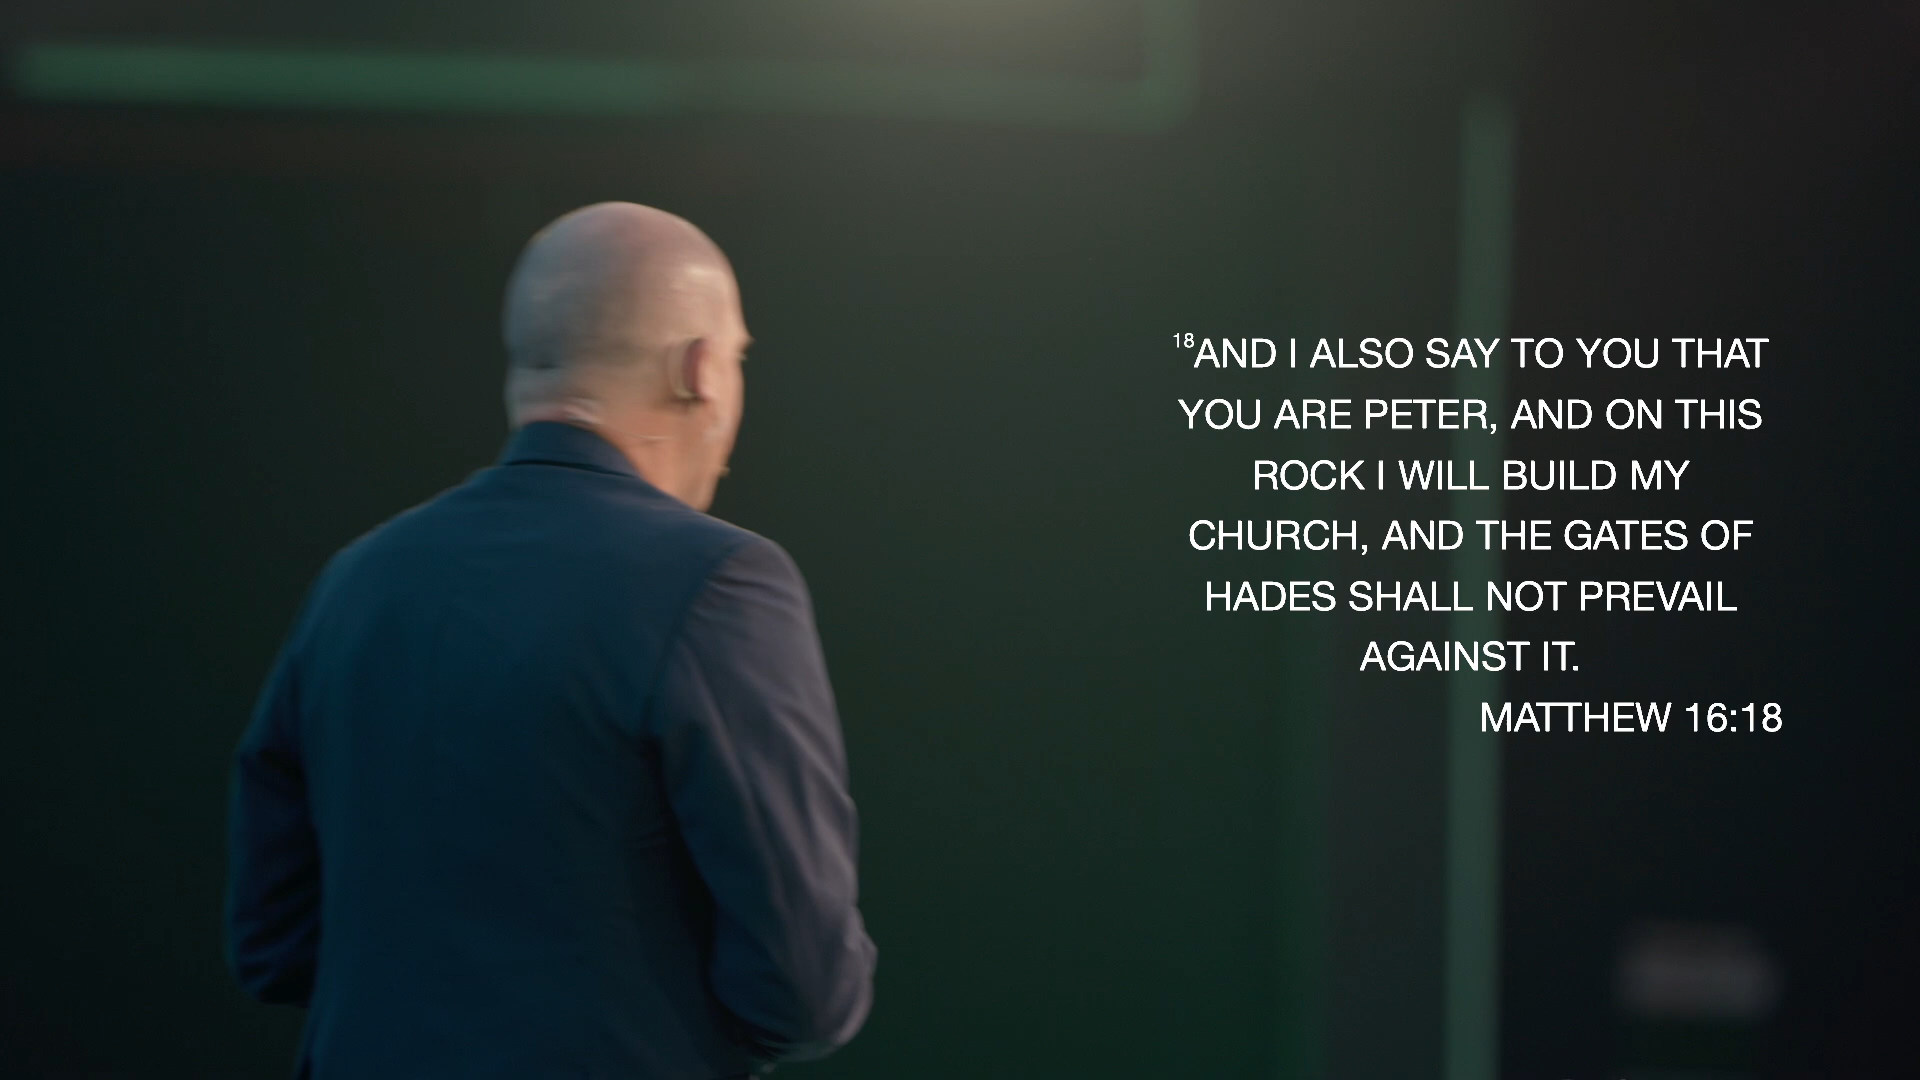 18AND I ALSO SAY TO YOU THAT
YOU ARE PETER, AND ON THIS
ROCK I WILL BUILD MY
CHURCH, AND THE GATES OF
HADES SHALL NOT PREVAIL
AGAINST IT.
MATTHEW 16:18